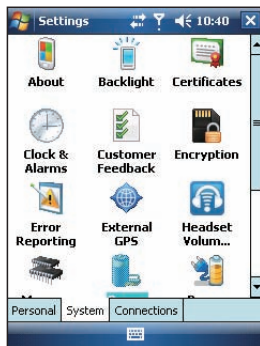 Settings
10:40
About
Backlight
Certificates
Clock &
Alarms
Customer
Feedback
Encryption
Error
Reporting
External
GPS
Headset
Volum...
Personal
System
Connections